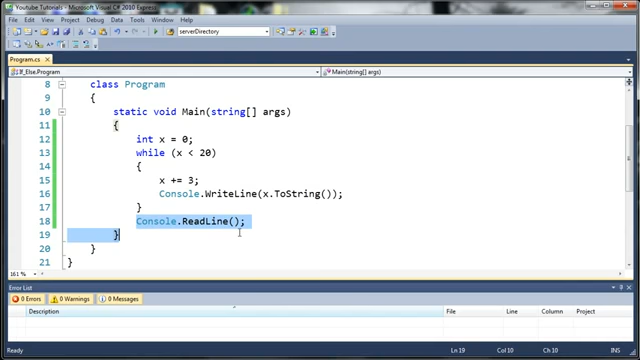 Youtube Tutorials - Microsoft Visual C# 2010 Express
File Edit View Project Debug Data Tools Window Help
serverDirectory
Program.cs
If_Else.Program
Main(string[] args)
8 class Program
9 {
10 static void Main(string[] args)
11 {
12 int x = 0;
13 while (x < 20)
14 {
15 x += 3;
16 Console.WriteLine(x.ToString());
17 }
18 Console.ReadLine();
19 }
20 }
21 }
161 %
Error List
0 Errors 0 Warnings 0 Messages
Description File Line Column Project
Ready Ln 19 Col 10 Ch 10 INS